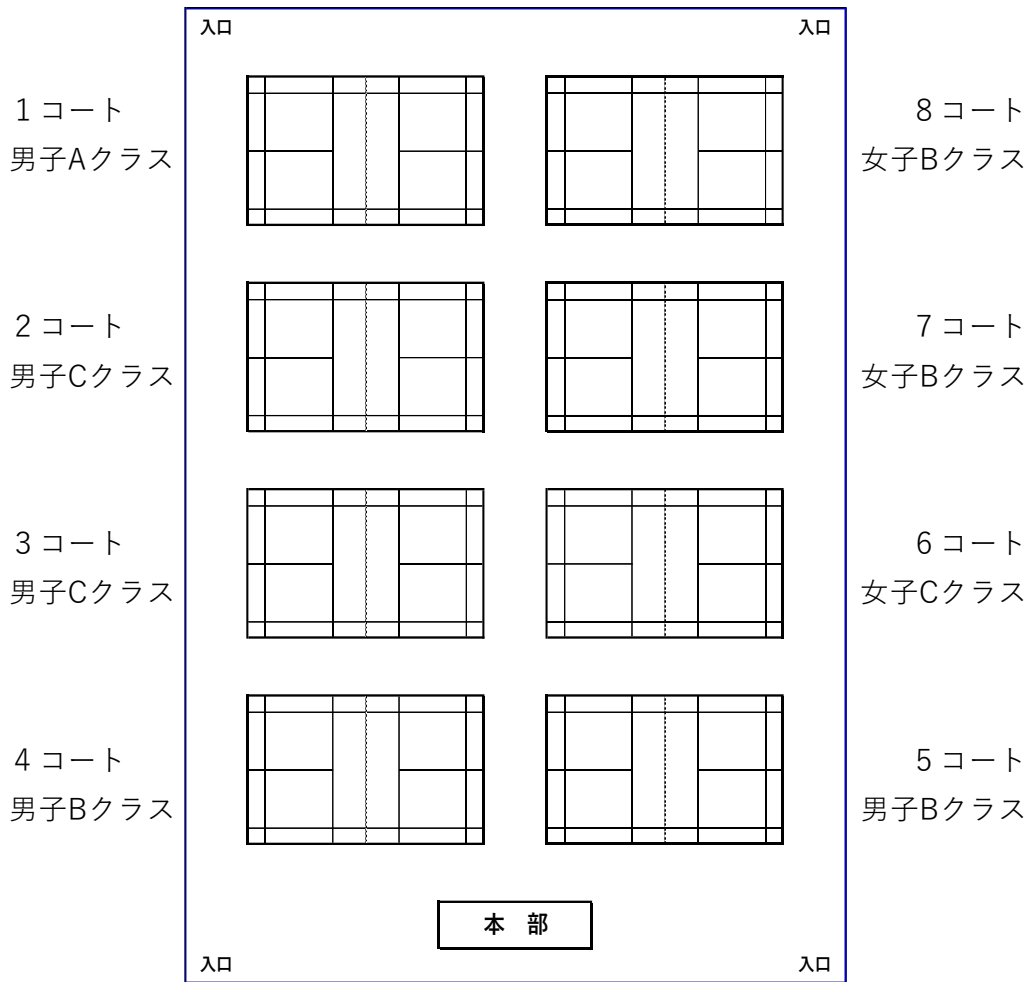 入口
入口
1コート
男子Aクラス
8コート
女子Bクラス
2コート
男子Cクラス
7コート
女子Bクラス
3コート
男子Cクラス
6コート
女子Cクラス
4コート
男子Bクラス
5コート
男子Bクラス
本 部
入口
入口